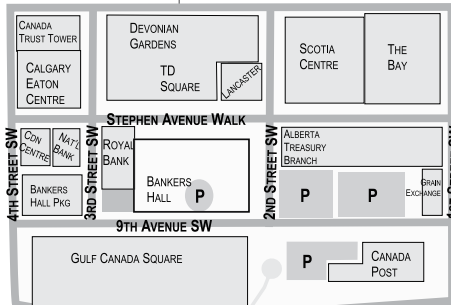 CANADA
TRUST TOWER
CALGARY
EATON
CENTRE
DEVONIAN
GARDENS
TD
SQUARE
LANCASTER
SCOTIA
CENTRE
THE
BAY
STEPHEN AVENUE WALK
4TH STREET SW
CDN
CENTRE
NAT'L
BANK
BANKERS
HALL PKG
3RD STREET SW
ROYAL
BANK
BANKERS
HALL
P
2ND STREET SW
ALBERTA
TREASURY
BRANCH
P
P
GRAIN
EXCHANGE
9TH AVENUE SW
GULF CANADA SQUARE
P
CANADA
POST